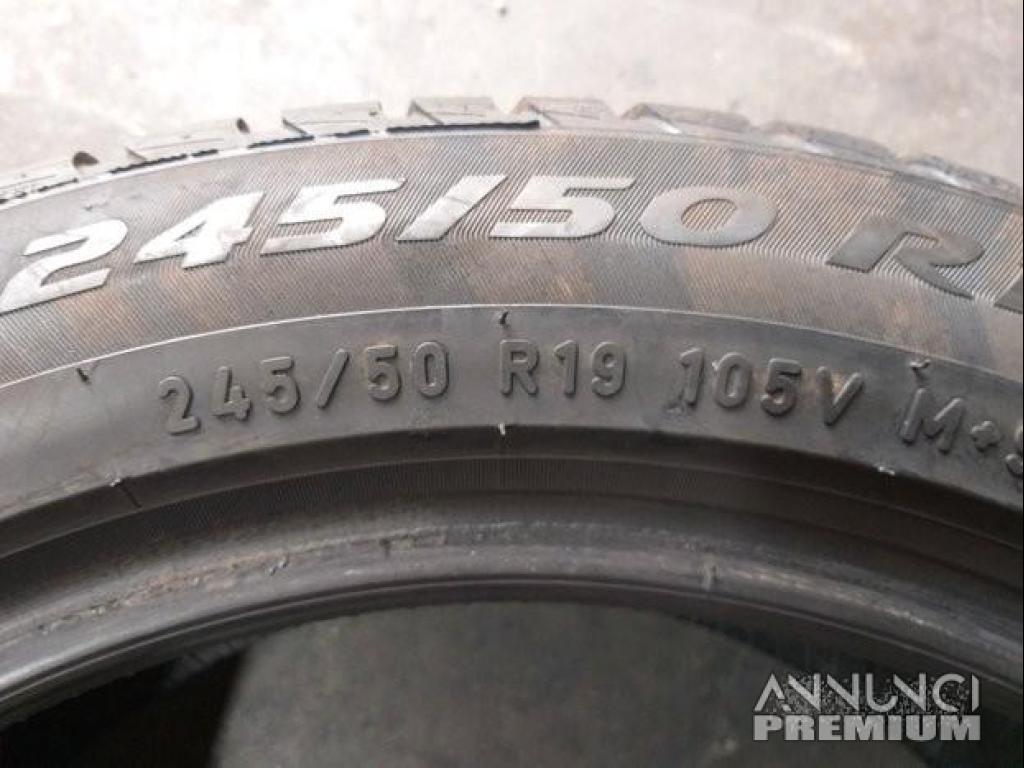 245/50 R
245/50 R19 105V M+S
ANNUNCI
PREMIUM